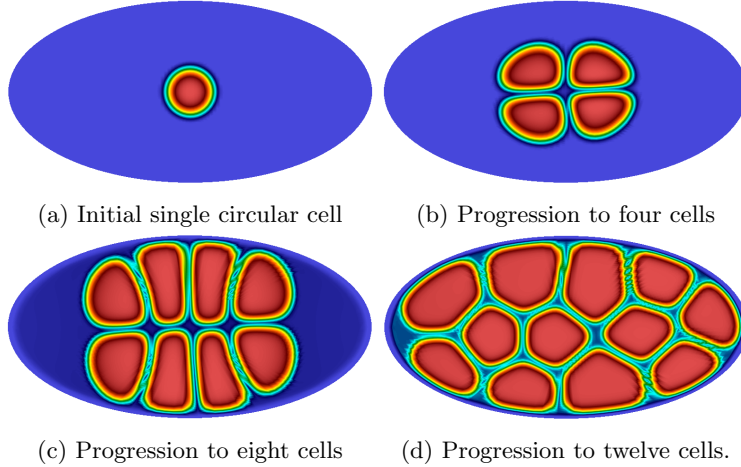 (a) Initial single circular cell
(b) Progression to four cells
(c) Progression to eight cells
(d) Progression to twelve cells.